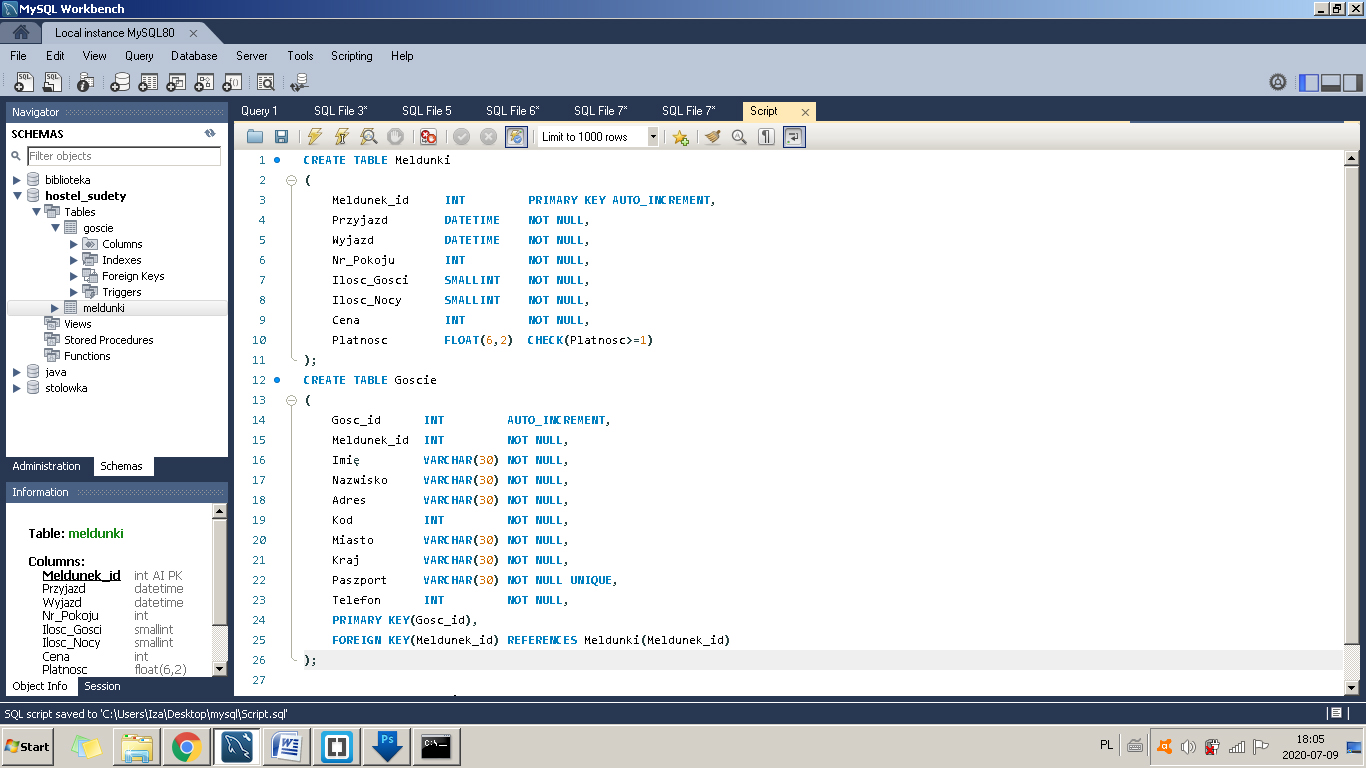 MySQL Workbench
Local instance MySQL80
File Edit View Query Database Server Tools Scripting Help
Navigator
SCHEMAS
Filter objects
biblioteka
hostel_sudety
Tables
goscie
Columns
Indexes
Foreign Keys
Triggers
meldunki
Views
Stored Procedures
Functions
java
stolowka
Administration Schemas
Information
Table: meldunki
Columns:
Meldunek_id int AI PK
Przyjazd datetime
Wyjazd datetime
Nr_Pokoju int
Ilosc_Gosci smallint
Ilosc_Nocy smallint
Cena int
Platnosc float(6,2)
Object Info Session
Query 1 SQL File 3* SQL File 5 SQL File 6* SQL File 7* SQL File 7* Script
Limit to 1000 rows
1 CREATE TABLE Meldunki
2 (
3 Meldunek_id INT PRIMARY KEY AUTO_INCREMENT,
4 Przyjazd DATETIME NOT NULL,
5 Wyjazd DATETIME NOT NULL,
6 Nr_Pokoju INT NOT NULL,
7 Ilosc_Gosci SMALLINT NOT NULL,
8 Ilosc_Nocy SMALLINT NOT NULL,
9 Cena INT NOT NULL,
10 Platnosc FLOAT(6,2) CHECK(Platnosc>=1)
11 );
12 CREATE TABLE Goscie
13 (
14 Gosc_id INT AUTO_INCREMENT,
15 Meldunek_id INT NOT NULL,
16 Imię VARCHAR(30) NOT NULL,
17 Nazwisko VARCHAR(30) NOT NULL,
18 Adres VARCHAR(30) NOT NULL,
19 Kod INT NOT NULL,
20 Miasto VARCHAR(30) NOT NULL,
21 Kraj VARCHAR(30) NOT NULL,
22 Paszport VARCHAR(30) NOT NULL UNIQUE,
23 Telefon INT NOT NULL,
24 PRIMARY KEY(Gosc_id),
25 FOREIGN KEY(Meldunek_id) REFERENCES Meldunki(Meldunek_id)
26 );
27
SQL script saved to 'C:\Users\Iza\Desktop\mysql\Script.sql'
Start
Ps
C:\_
PL
18:05
2020-07-09